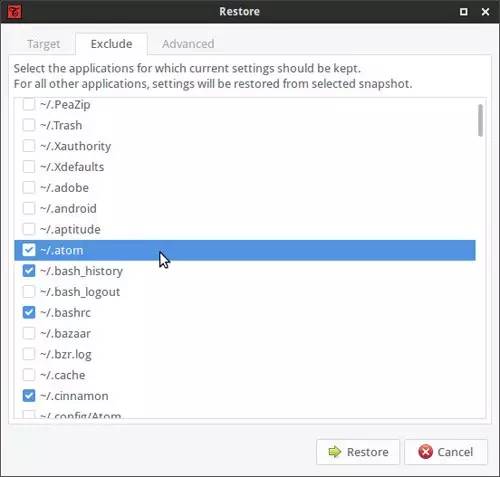 Restore
Target Exclude Advanced
Select the applications for which current settings should be kept.
For all other applications, settings will be restored from selected snapshot.
~/.PeaZip
~/.Trash
~/.Xauthority
~/.Xdefaults
~/.adobe
~/.android
~/.aptitude
~/.atom
~/.bash_history
~/.bash_logout
~/.bashrc
~/.bazaar
~/.bzr.log
~/.cache
~/.cinnamon
~/.config/Atom
Restore Cancel